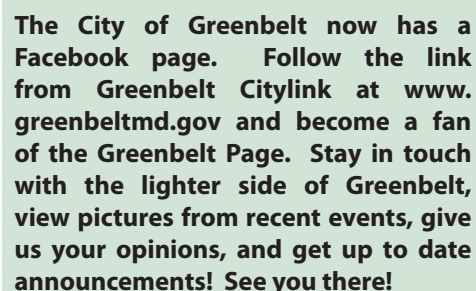 The City of Greenbelt now has a
Facebook page. Follow the link
from Greenbelt Citylink at www.
greenbeltmd.gov and become a fan
of the Greenbelt Page. Stay in touch
with the lighter side of Greenbelt,
view pictures from recent events, give
us your opinions, and get up to date
announcements! See you there!